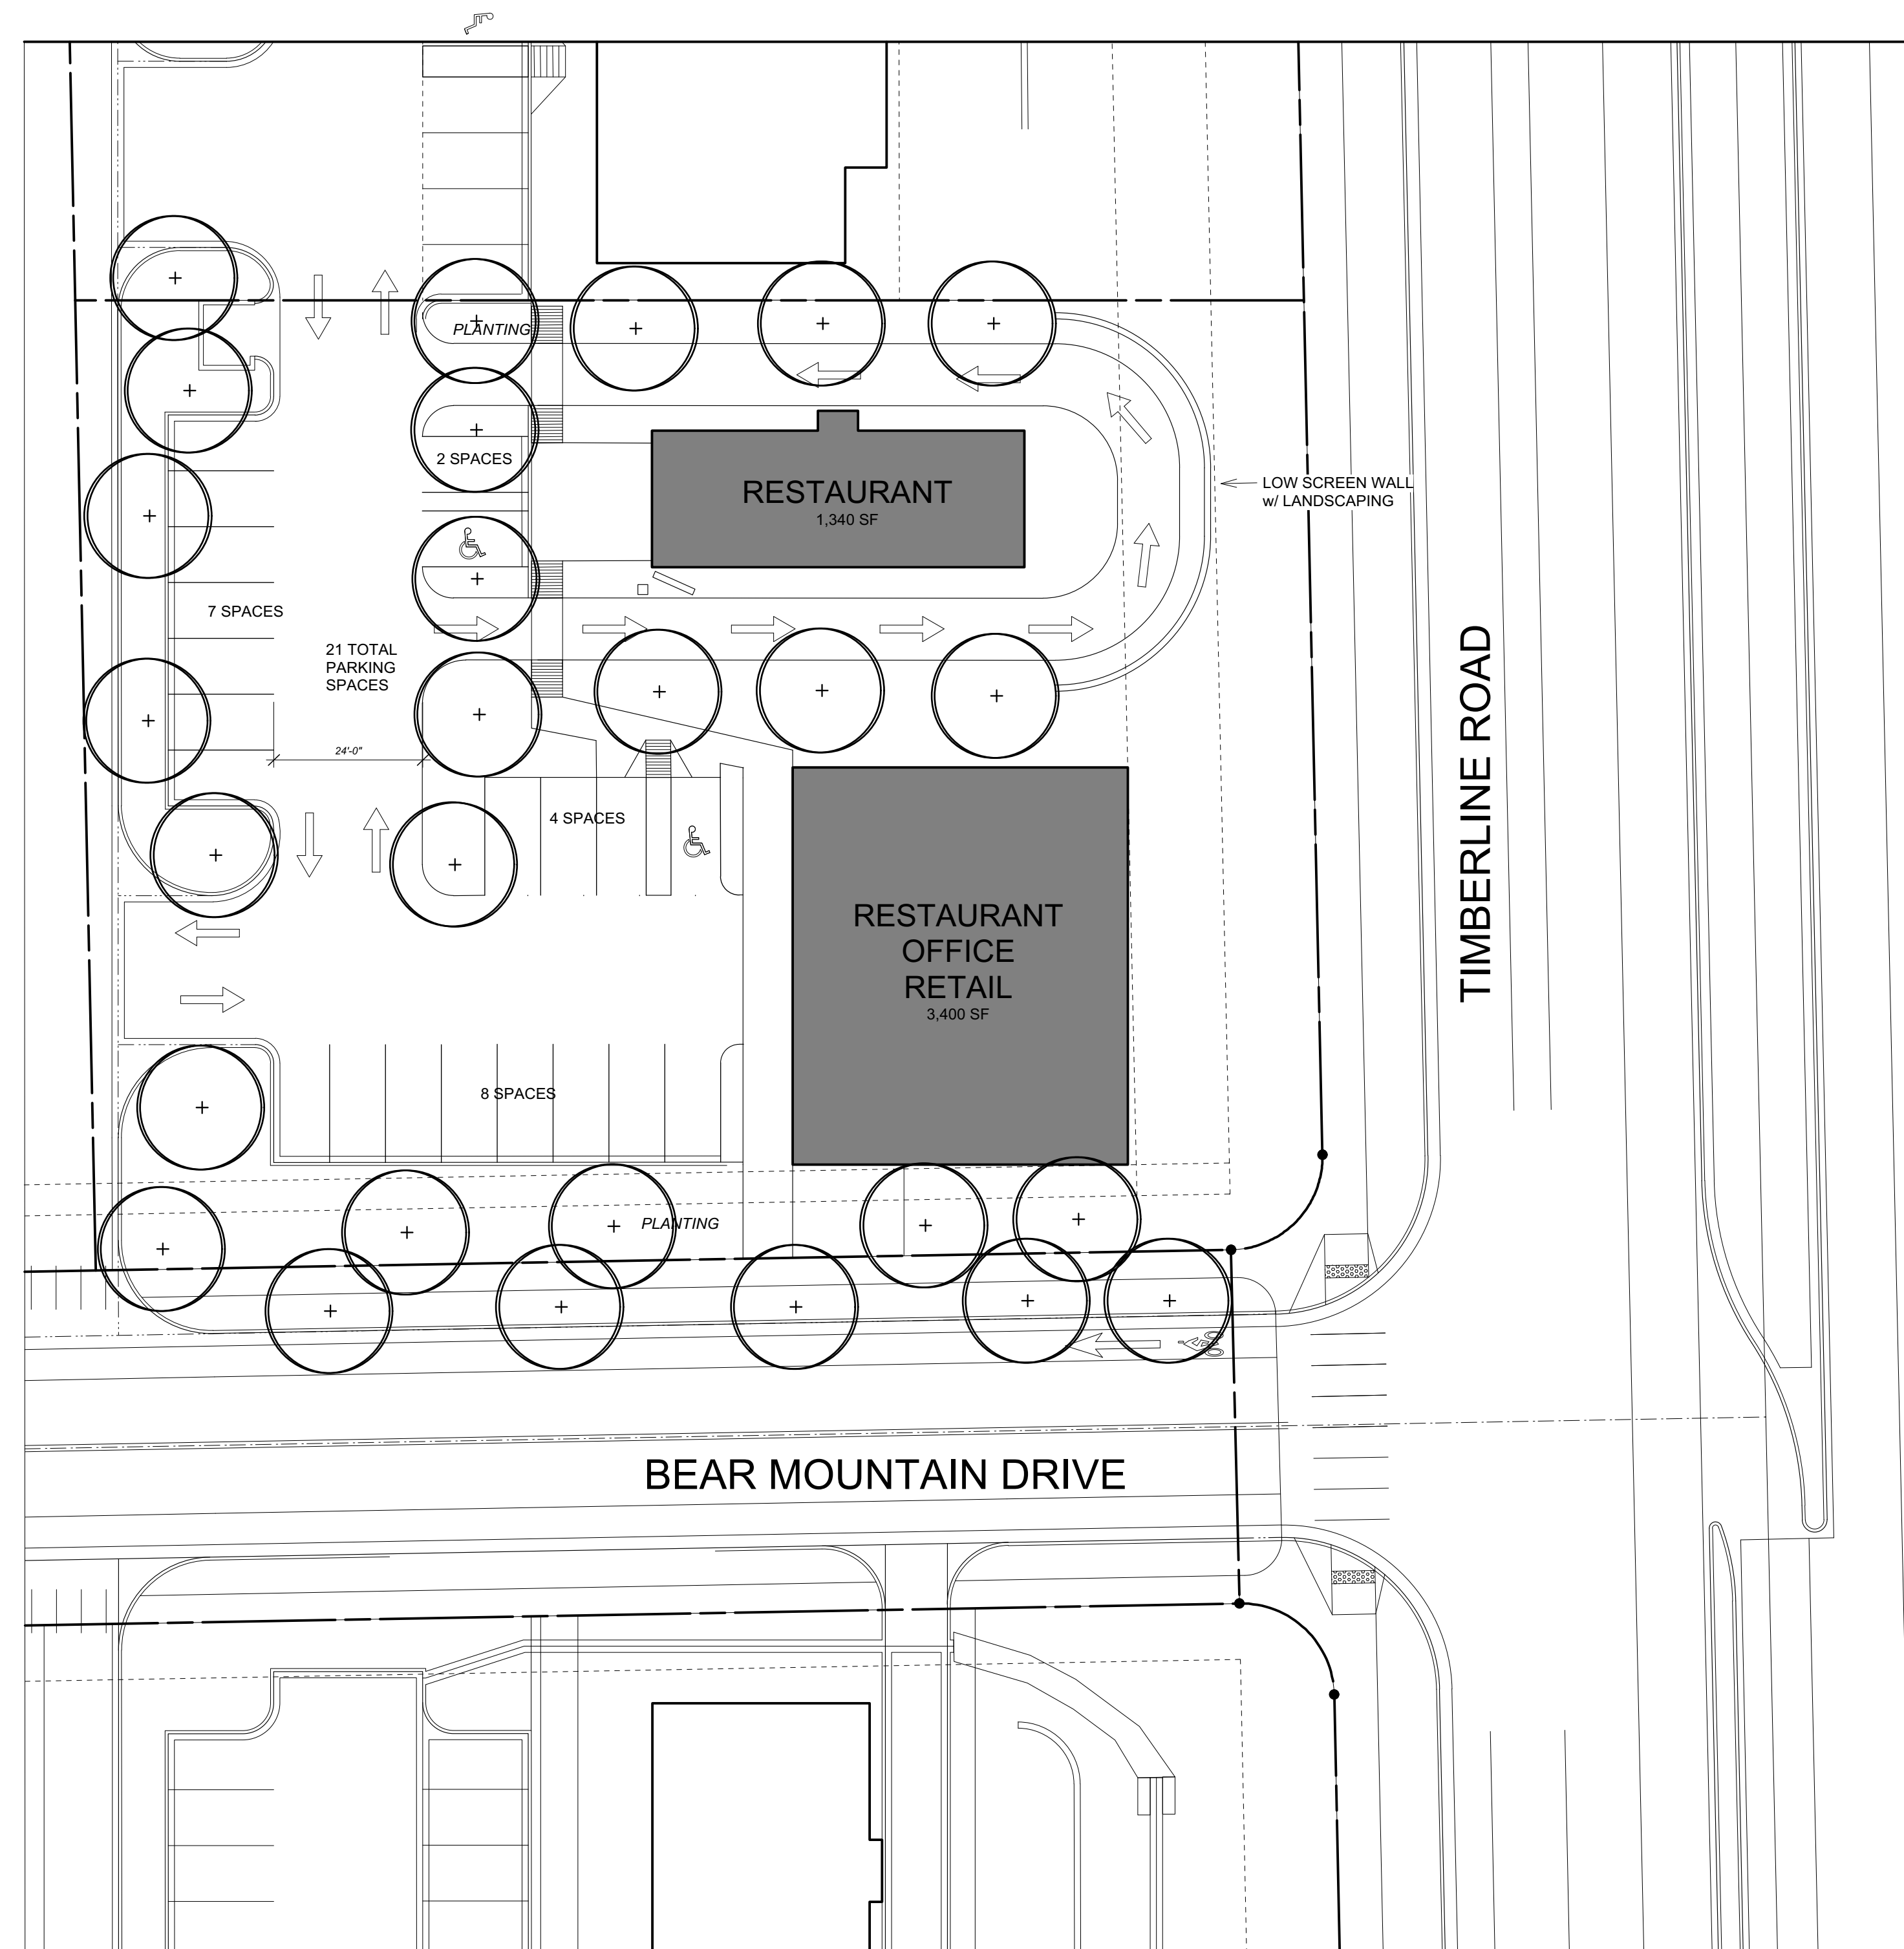 PLANTING
2 SPACES
RESTAURANT
1,340 SF
LOW SCREEN WALL
w/ LANDSCAPING
7 SPACES
21 TOTAL
PARKING
SPACES
24'-0"
4 SPACES
TIMBERLINE ROAD
RESTAURANT
OFFICE
RETAIL
3,400 SF
8 SPACES
PLANTING
BEAR MOUNTAIN DRIVE